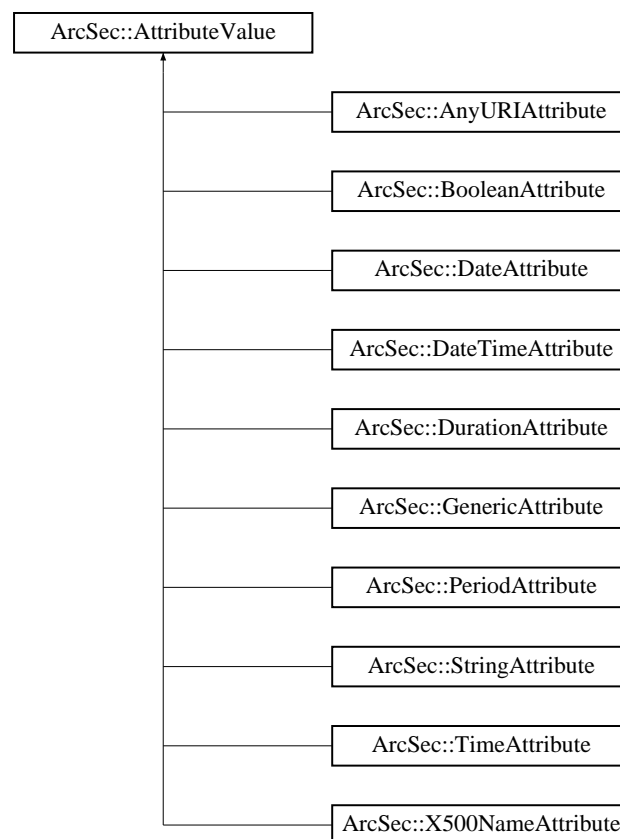 ArcSec::AttributeValue
ArcSec::AnyURIAttribute
ArcSec::BooleanAttribute
ArcSec::DateAttribute
ArcSec::DateTimeAttribute
ArcSec::DurationAttribute
ArcSec::GenericAttribute
ArcSec::PeriodAttribute
ArcSec::StringAttribute
ArcSec::TimeAttribute
ArcSec::X500NameAttribute